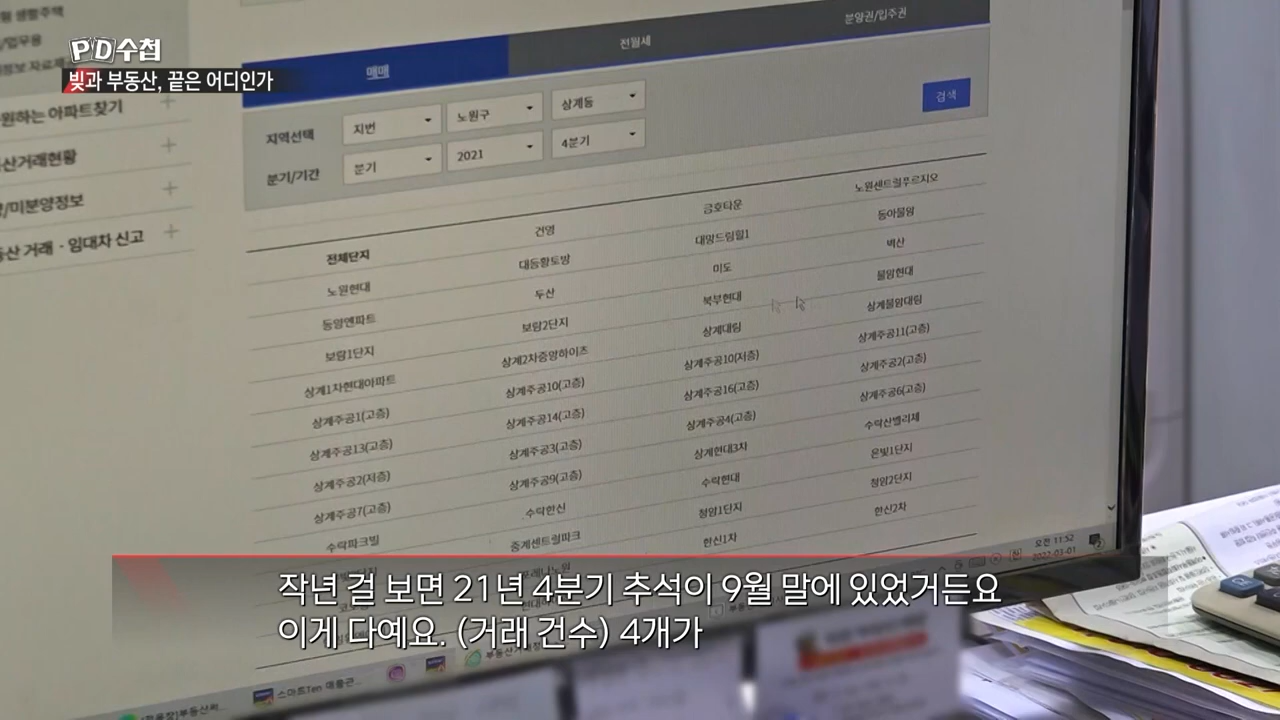 PD수첩
빚과 부동산, 끝은 어디인가
원하는 아파트찾기
산거래현황
/미분양정보
산 거래 · 임대차 신고
매매 전월세 분양권/입주권
지역선택 지번 노원구 상계동 검색
분기/기간 분기 2021 4분기
전체단지 건영 금호타운 노원센트럴푸르지오
노원현대 대동황토방 대망드림힐1 동아불암
동양엔파트 두산 미도 벽산
보람1단지 보람2단지 북부현대 불암현대
상계1차현대아파트 상계2차중앙하이츠 상계대림 상계불암대림
상계주공1(고층) 상계주공10(고층) 상계주공10(저층) 상계주공11(고층)
상계주공13(고층) 상계주공14(고층) 상계주공16(고층) 상계주공2(고층)
상계주공2(저층) 상계주공3(고층) 상계주공4(고층) 상계주공6(고층)
상계주공7(고층) 상계주공9(고층) 상계현대3차 수락산벨리체
수락파크빌 수락한신 수락현대 은빛1단지
중계센트럴파크 청암1단지 청암2단지
한신1차 한신2차
오전 11:52
2022-03-01
작년 걸 보면 21년 4분기 추석이 9월 말에 있었거든요
이게 다예요. (거래 건수) 4개가
스마트Ten 매물관...